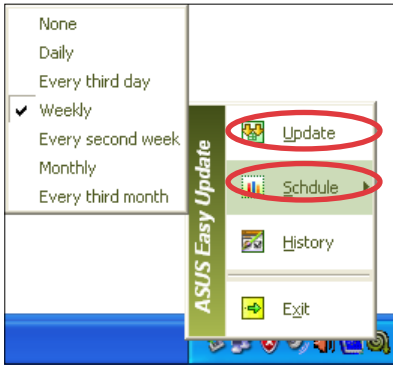 None
Daily
Every third day
Weekly
Every second week
Monthly
Every third month
ASUS Easy Update
Update
Schdule
History
Exit